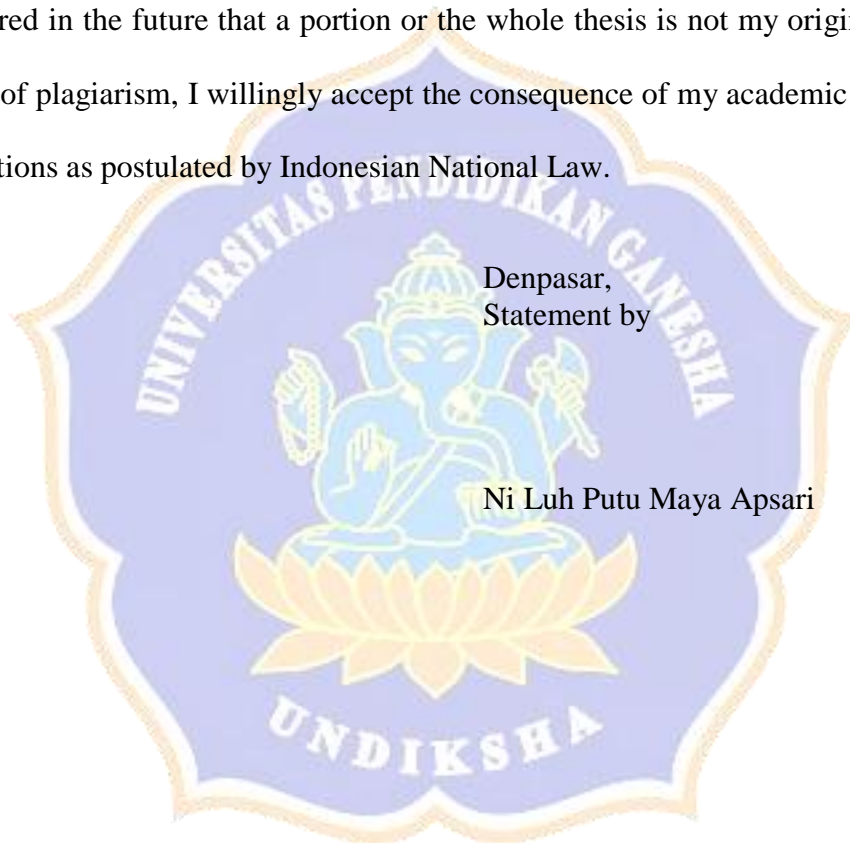 red in the future that a portion or the whole thesis is not my origin
of plagiarism, I willingly accept the consequence of my academic
tions as postulated by Indonesian National Law.
UNIVERSITAS PENDIDIKAN GANESHA
Denpasar,
Statement by
Ni Luh Putu Maya Apsari
UNDIKSHA